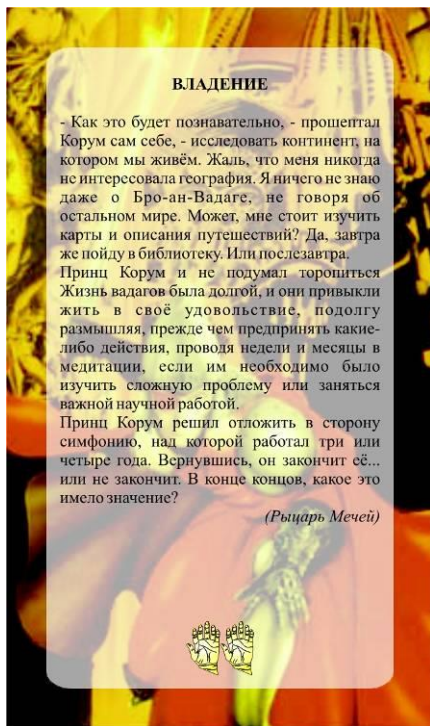 ВЛАДЕНИЕ
- Как это будет познавательно, - прошептал
Корум сам себе, - исследовать континент, на
котором мы живём. Жаль, что меня никогда
не интересовала география. Я ничего не знаю
даже о Бро-ан-Вадаге, не говоря об
остальном мире. Может, мне стоит изучить
карты и описания путешествий? Да, завтра
же пойду в библиотеку. Или послезавтра.
Принц Корум и не подумал торопиться
Жизнь вадагов была долгой, и они привыкли
жить в своё удовольствие, подолгу
размышляя, прежде чем предпринять какие-
либо действия, проводя недели и месяцы в
медитации, если им необходимо было
изучить сложную проблему или заняться
важной научной работой.
Принц Корум решил отложить в сторону
симфонию, над которой работал три или
четыре года. Вернувшись, он закончит её...
или не закончит. В конце концов, какое это
имело значение?
(Рыцарь Мечей)